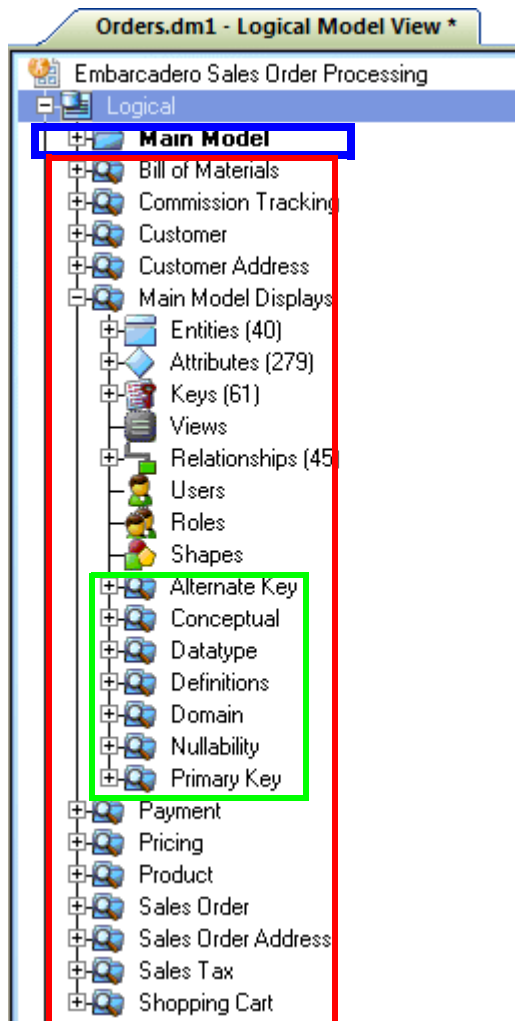 Orders.dm1 - Logical Model View *
Embarcadero Sales Order Processing
Logical
Main Model
Bill of Materials
Commission Tracking
Customer
Customer Address
Main Model Displays
Entities (40)
Attributes (279)
Keys (61)
Views
Relationships (45)
Users
Roles
Shapes
Alternate Key
Conceptual
Datatype
Definitions
Domain
Nullability
Primary Key
Payment
Pricing
Product
Sales Order
Sales Order Address
Sales Tax
Shopping Cart